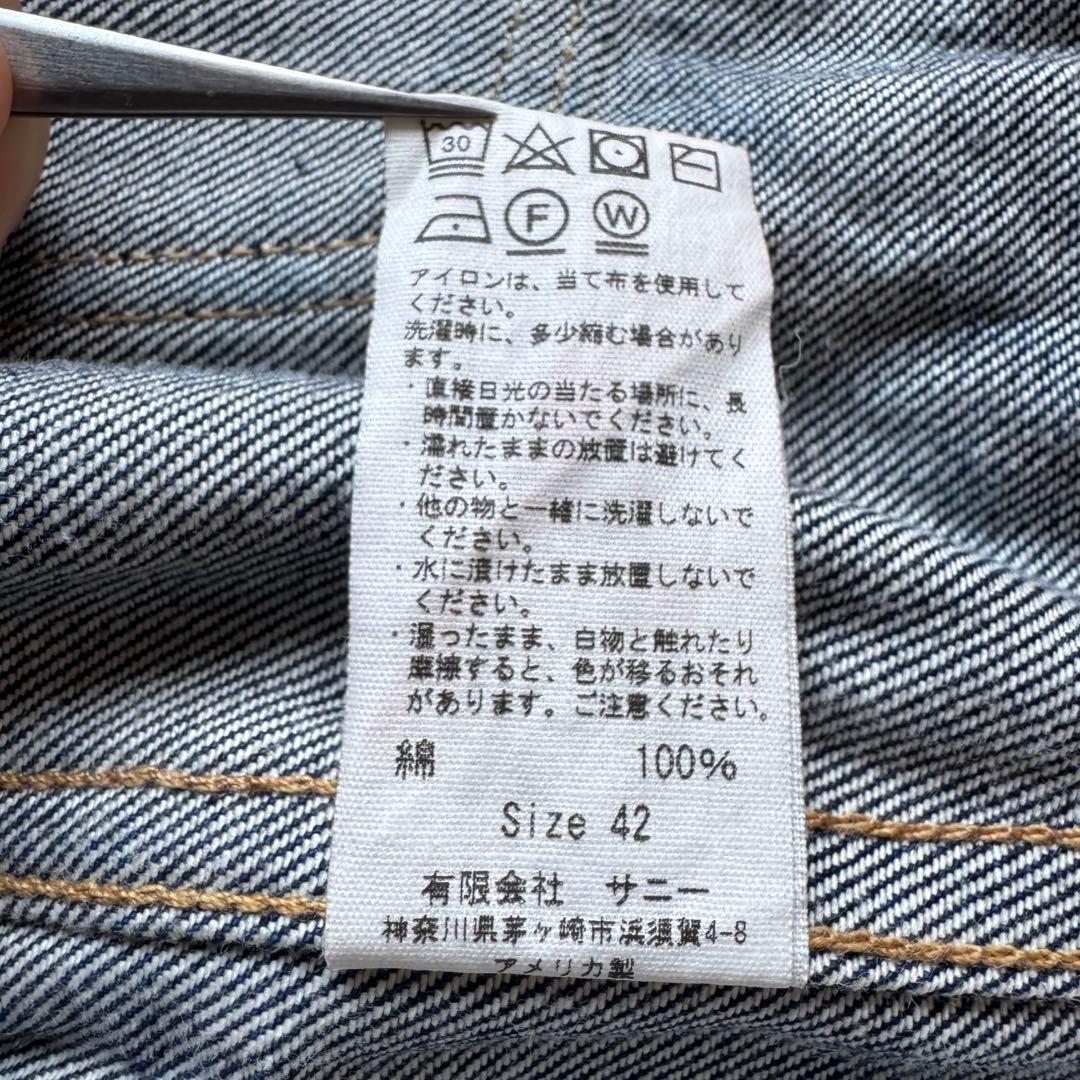 30
F W
アイロンは、当て布を使用して
ください。
洗濯時に、多少縮む場合があり
ます。
・直接日光の当たる場所に、長
時間置かないでください。
・濡れたままの放置は避けてく
ださい。
・他の物と一緒に洗濯しないで
ください。
・水に漬けたまま放置しないで
ください。
・湿ったまま、白物と触れたり
摩擦すると、色が移るおそれ
があります。ご注意ください。
綿 100%
Size 42
有限会社 サニー
神奈川県茅ヶ崎市浜須賀4-8
アメリカ製